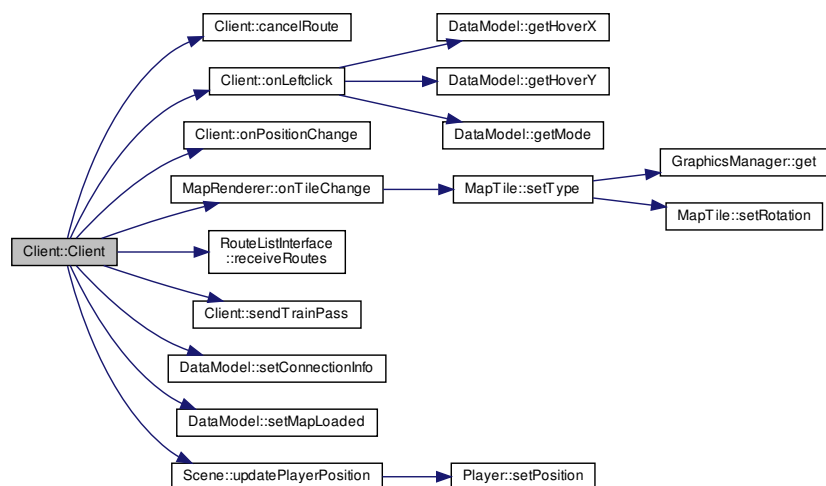 Client::Client
Client::cancelRoute
Client::onLeftclick
DataModel::getHoverX
DataModel::getHoverY
DataModel::getMode
Client::onPositionChange
MapRenderer::onTileChange
MapTile::setType
GraphicsManager::get
MapTile::setRotation
RouteListInterface
::receiveRoutes
Client::sendTrainPass
DataModel::setConnectionInfo
DataModel::setMapLoaded
Scene::updatePlayerPosition
Player::setPosition